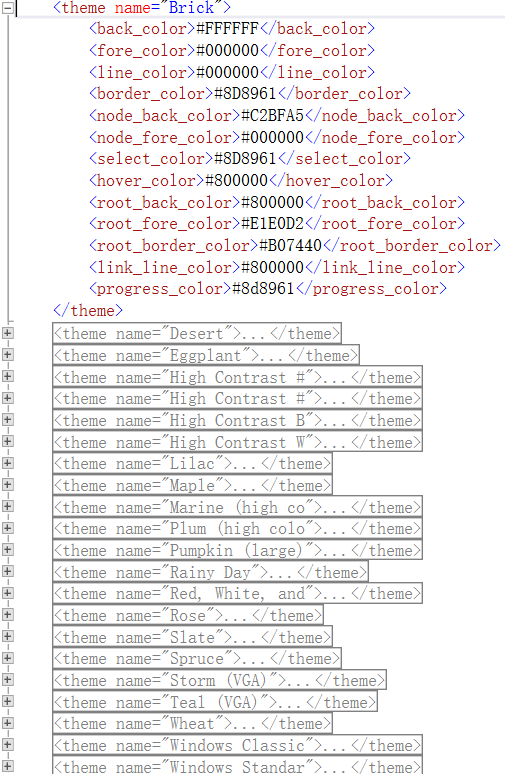 <theme name="Brick">
<back_color>#FFFFFF</back_color>
<fore_color>#000000</fore_color>
<line_color>#000000</line_color>
<border_color>#8D8961</border_color>
<node_back_color>#C2BFA5</node_back_color>
<node_fore_color>#000000</node_fore_color>
<select_color>#8D8961</select_color>
<hover_color>#800000</hover_color>
<root_back_color>#800000</root_back_color>
<root_fore_color>#E1E0D2</root_fore_color>
<root_border_color>#B07440</root_border_color>
<link_line_color>#800000</link_line_color>
<progress_color>#8d8961</progress_color>
</theme>
<theme name="Desert">...</theme>
<theme name="Eggplant">...</theme>
<theme name="High Contrast #">...</theme>
<theme name="High Contrast #">...</theme>
<theme name="High Contrast B">...</theme>
<theme name="High Contrast W">...</theme>
<theme name="Lilac">...</theme>
<theme name="Maple">...</theme>
<theme name="Marine (high co">...</theme>
<theme name="Plum (high colo">...</theme>
<theme name="Pumpkin (large)">...</theme>
<theme name="Rainy Day">...</theme>
<theme name="Red, White, and">...</theme>
<theme name="Rose">...</theme>
<theme name="Slate">...</theme>
<theme name="Spruce">...</theme>
<theme name="Storm (VGA)">...</theme>
<theme name="Teal (VGA)">...</theme>
<theme name="Wheat">...</theme>
<theme name="Windows Classic">...</theme>
<theme name="Windows Standar">...</theme>